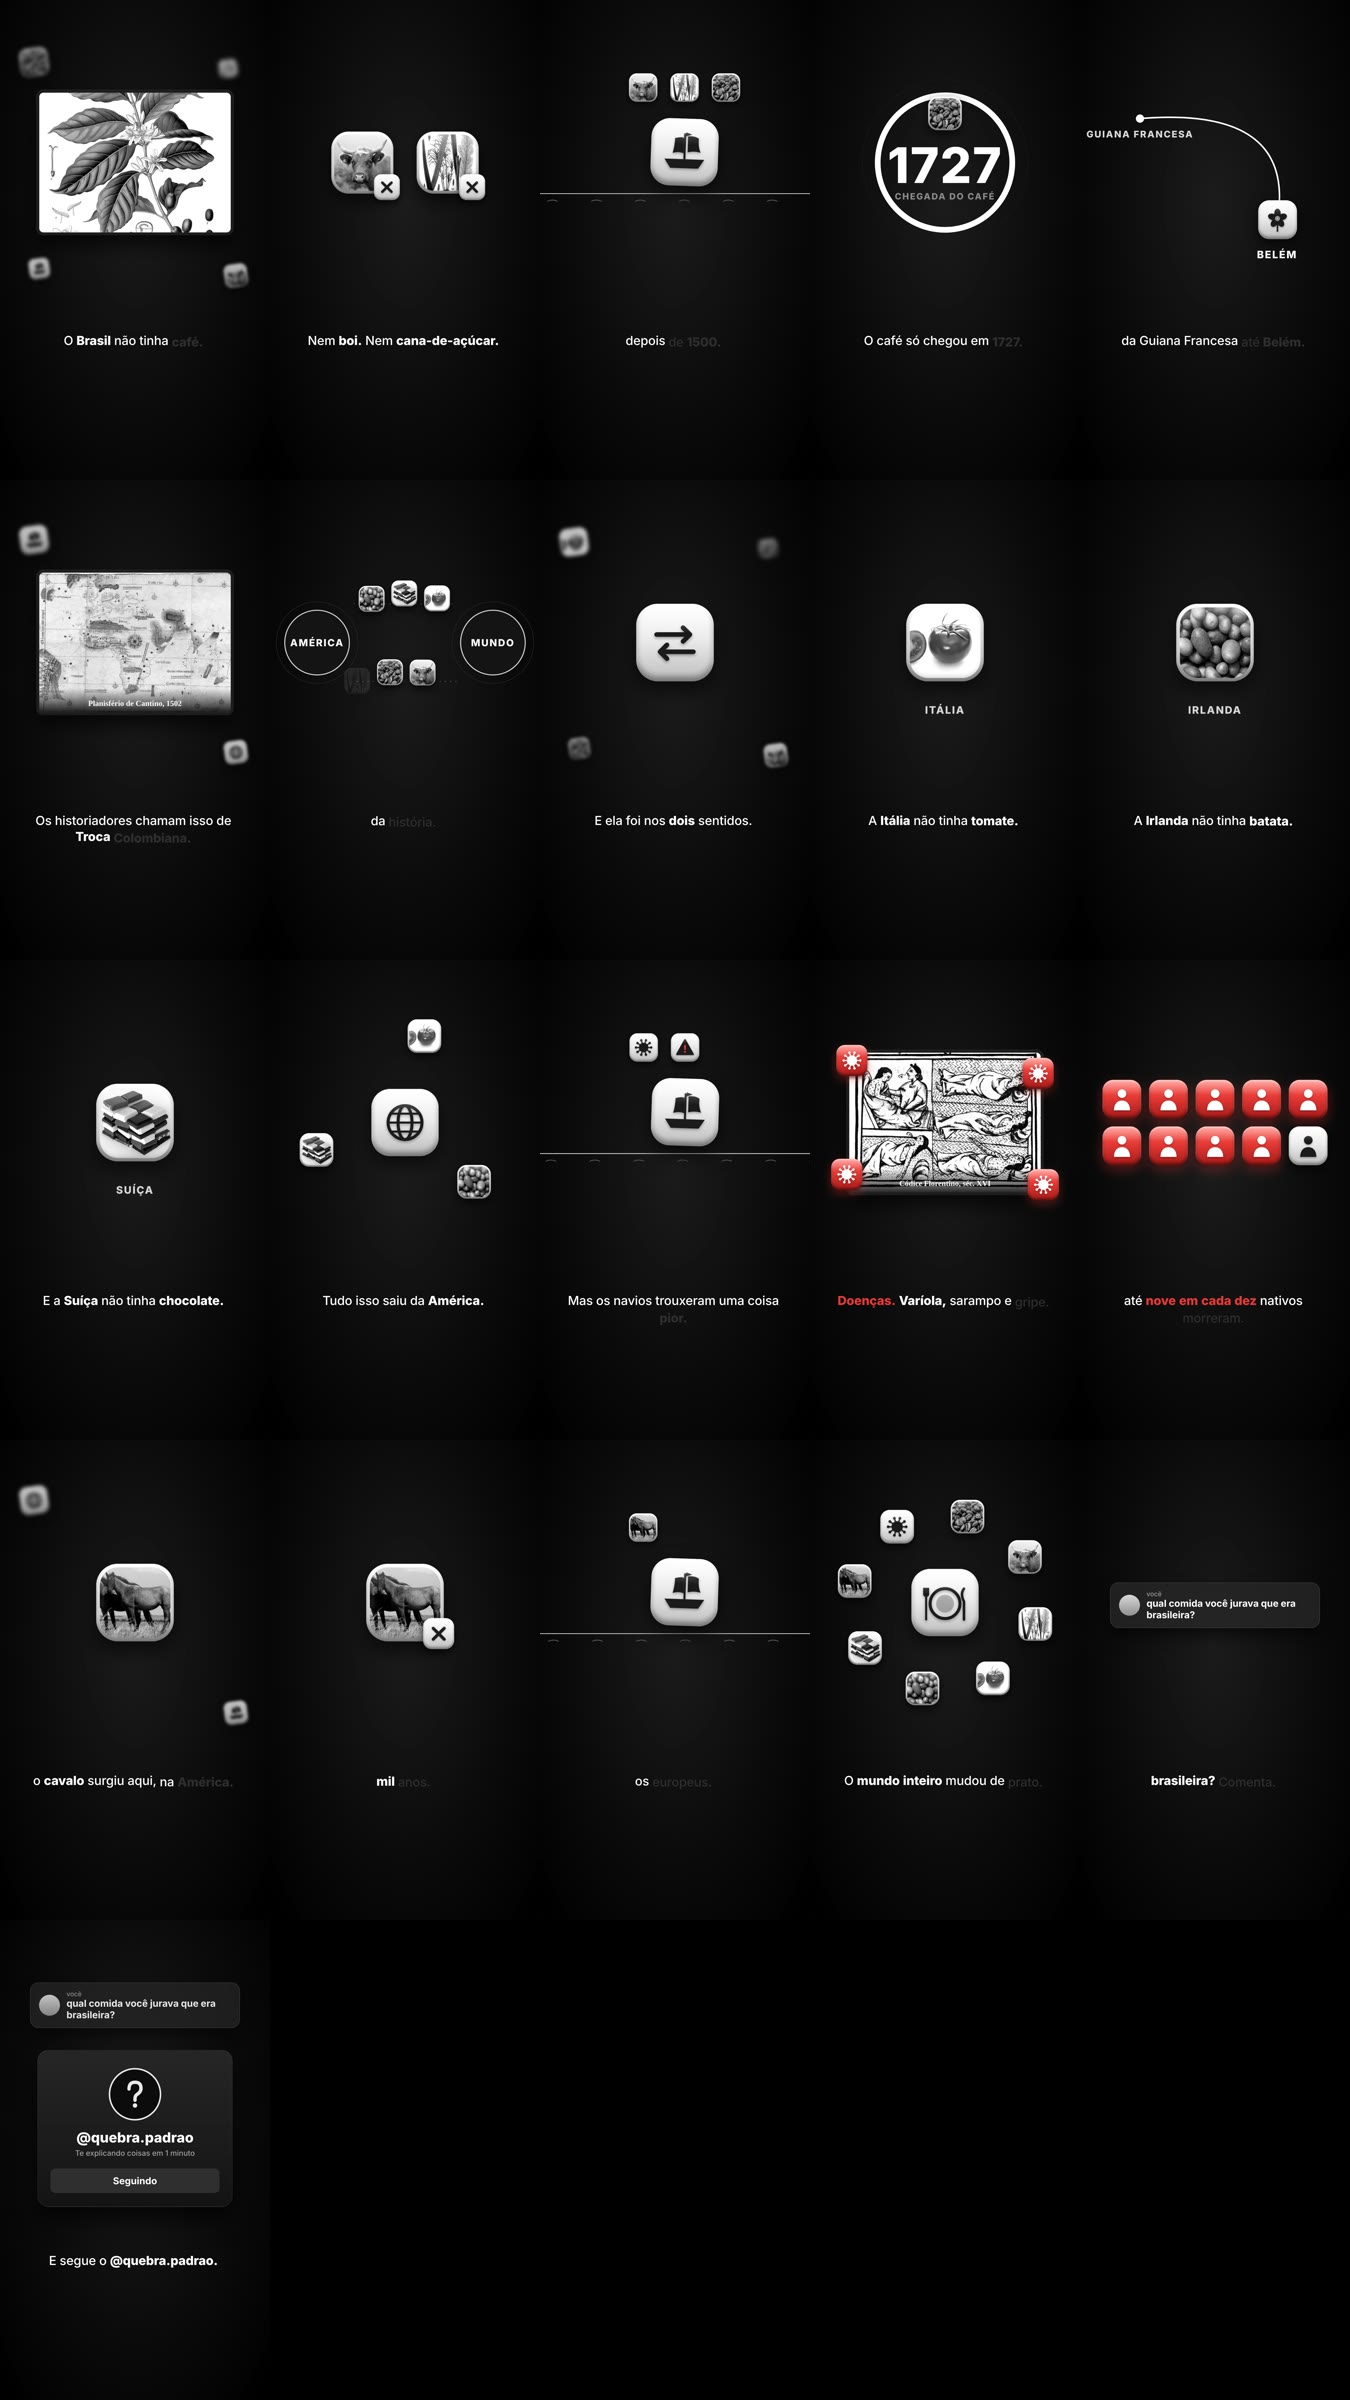 O Brasil não tinha café.
Nem boi. Nem cana-de-açúcar.
depois de 1500.
1727
CHEGADA DO CAFÉ
O café só chegou em 1727.
GUIANA FRANCESA
BELÉM
da Guiana Francesa até Belém.
Planisfério de Cantino, 1502
Os historiadores chamam isso de
Troca Colombiana.
AMÉRICA
MUNDO
da história.
E ela foi nos dois sentidos.
ITÁLIA
A Itália não tinha tomate.
IRLANDA
A Irlanda não tinha batata.
SUÍÇA
E a Suíça não tinha chocolate.
Tudo isso saiu da América.
Mas os navios trouxeram uma coisa
pior.
Códice Florentino, séc. XVI
Doenças. Varíola, sarampo e gripe.
até nove em cada dez nativos
morreram.
o cavalo surgiu aqui, na América.
mil anos.
os europeus.
O mundo inteiro mudou de prato.
você
qual comida você jurava que era
brasileira?
brasileira? Comenta.
você
qual comida você jurava que era
brasileira?
?
@quebra.padrao
Te explicando coisas em 1 minuto
Seguindo
E segue o @quebra.padrao.